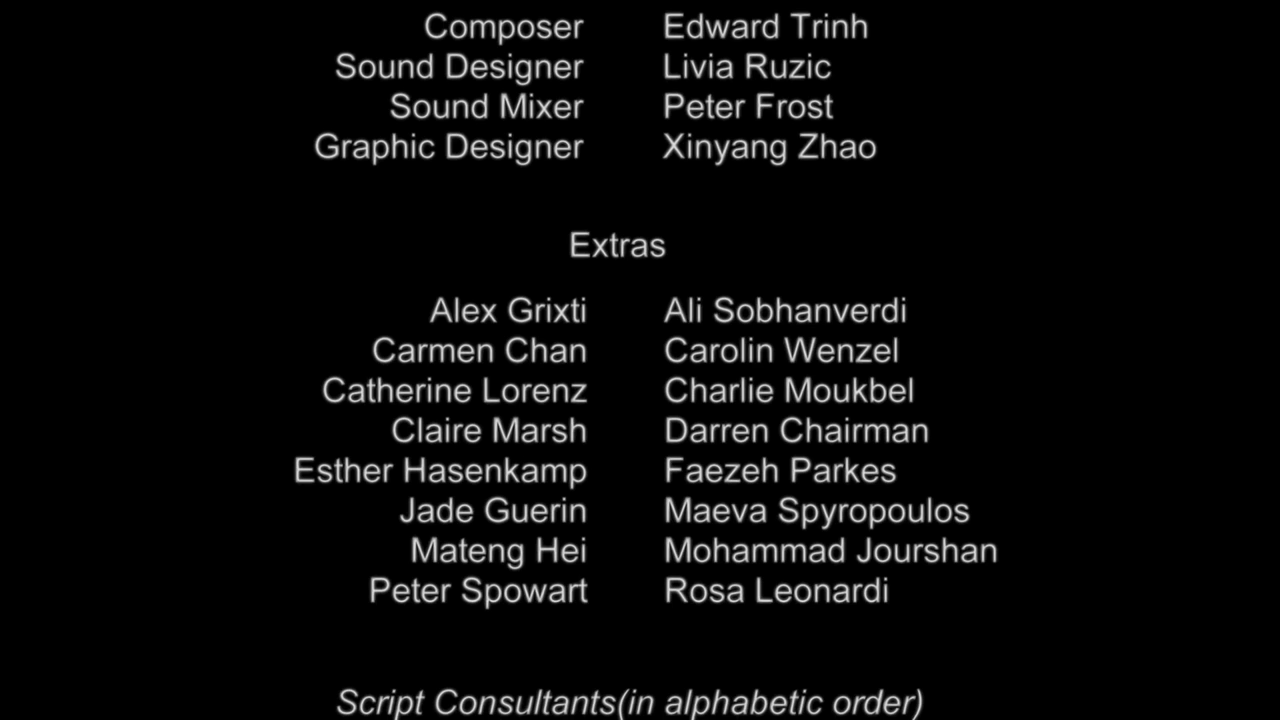 Composer Edward Trinh
Sound Designer Livia Ruzic
Sound Mixer Peter Frost
Graphic Designer Xinyang Zhao
Extras
Alex Grixti Ali Sobhanverdi
Carmen Chan Carolin Wenzel
Catherine Lorenz Charlie Moukbel
Claire Marsh Darren Chairman
Esther Hasenkamp Faezeh Parkes
Jade Guerin Maeva Spyropoulos
Mateng Hei Mohammad Jourshan
Peter Spowart Rosa Leonardi
Script Consultants(in alphabetic order)